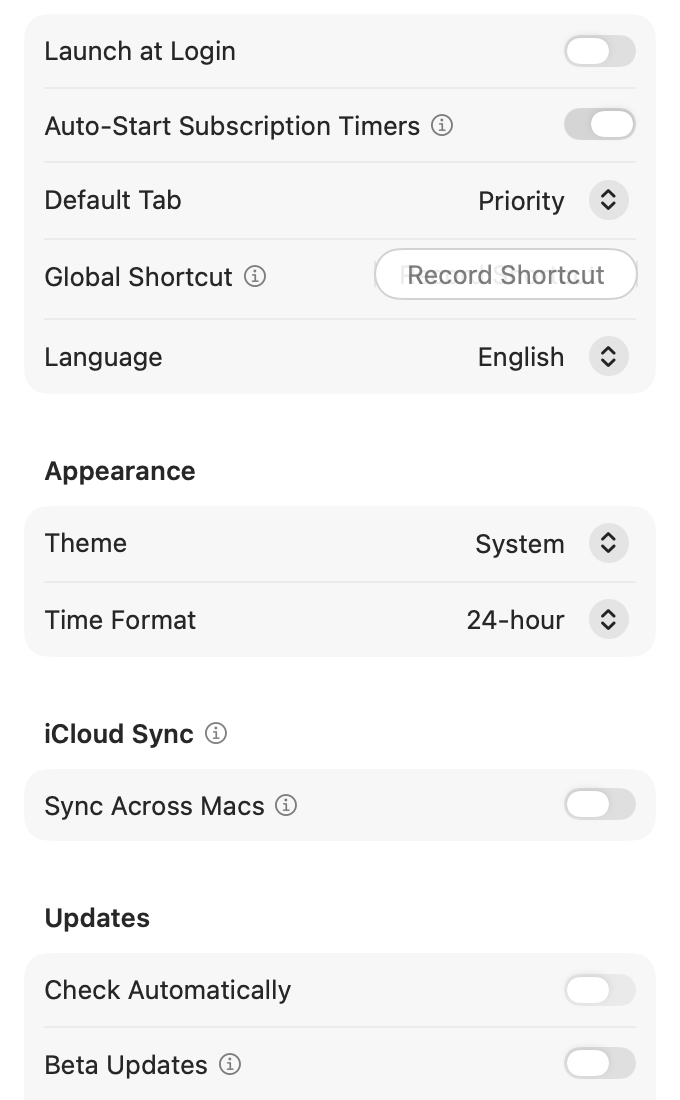 Launch at Login
Auto-Start Subscription Timers
Default Tab Priority
Global Shortcut Record Shortcut
Language English
Appearance
Theme System
Time Format 24-hour
iCloud Sync
Sync Across Macs
Updates
Check Automatically
Beta Updates